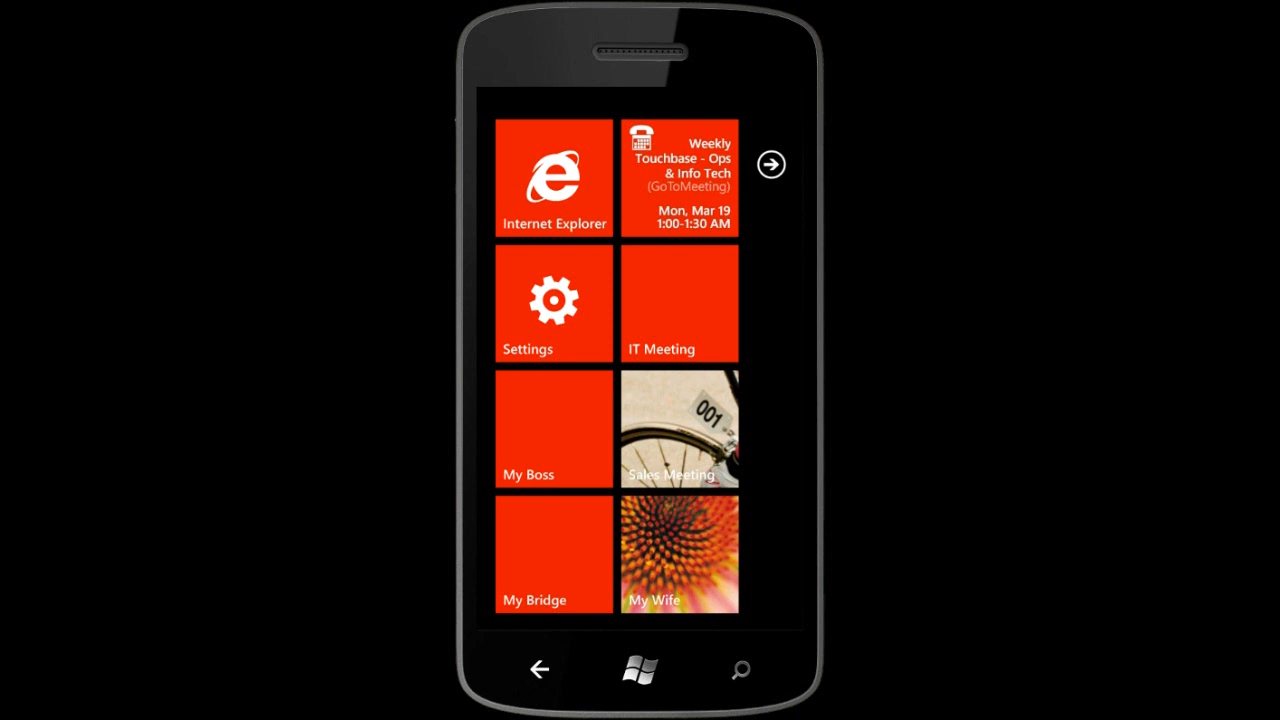 Internet Explorer
Weekly
Touchbase - Ops
& Info Tech
(GoToMeeting)
Mon, Mar 19
1:00-1:30 AM
Settings
IT Meeting
My Boss
001
Sales Meeting
My Bridge
My Wife